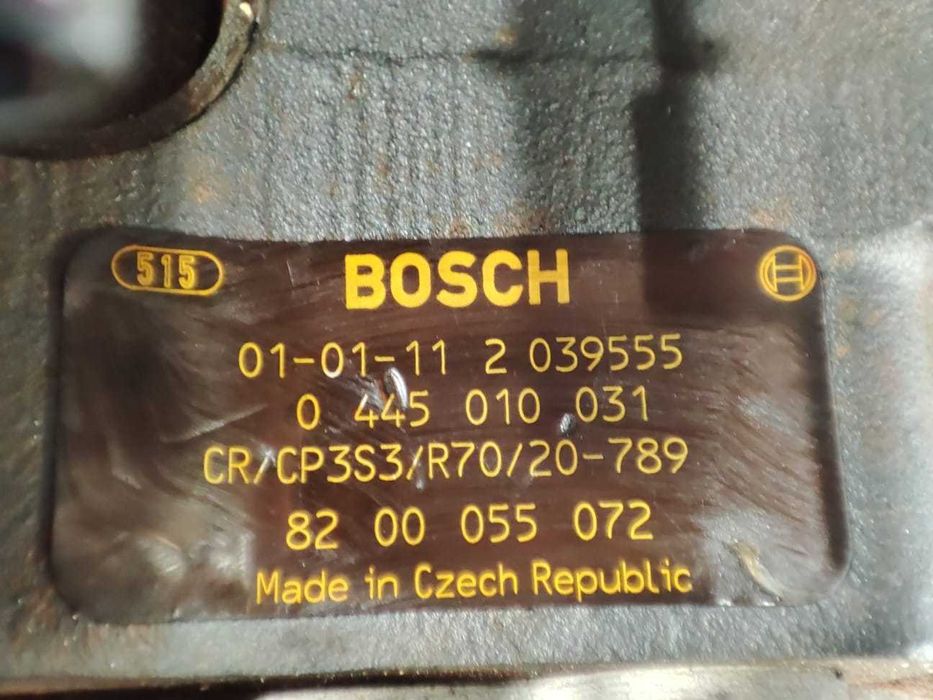 515 BOSCH
01-01-11 2 039555
0 445 010 031
CR/CP3S3/R70/20-789
82 00 055 072
Made in Czech Republic